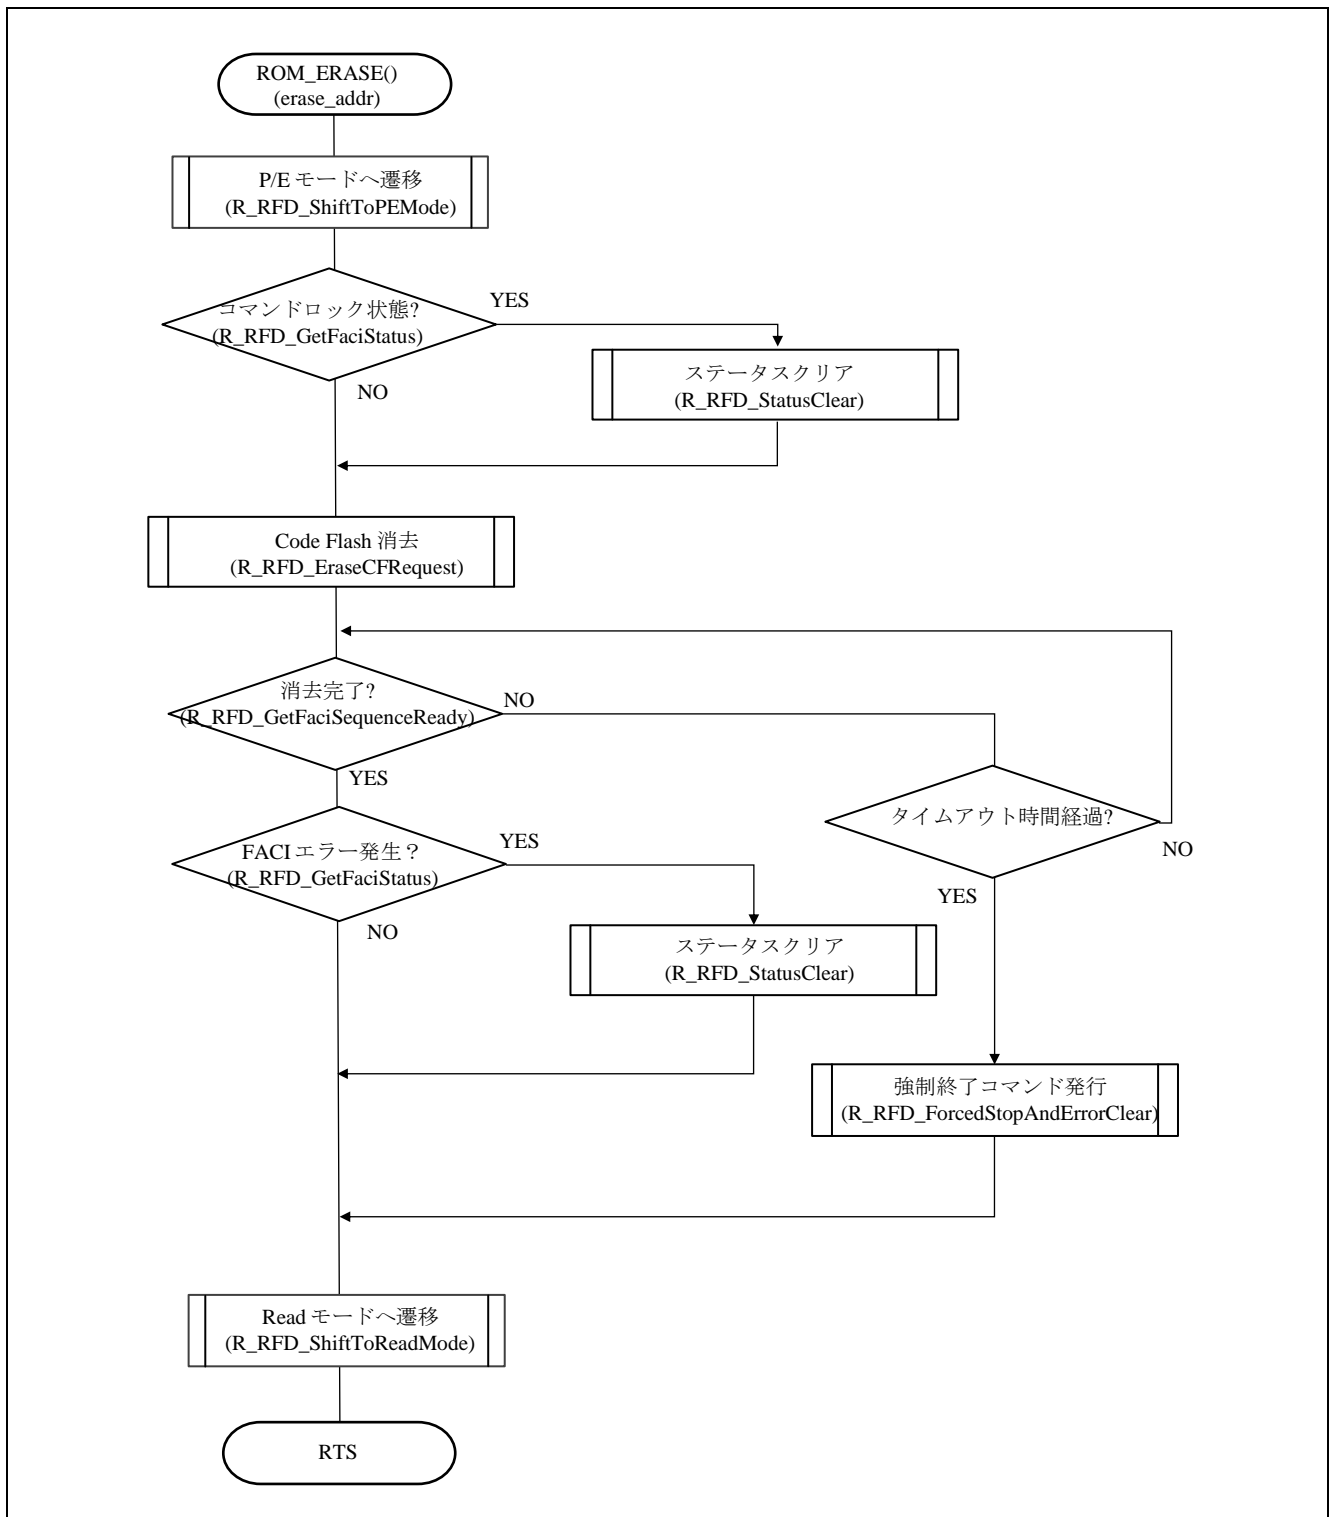 ROM_ERASE()
(erase_addr)
P/E モードへ遷移
(R_RFD_ShiftToPEMode)
コマンドロック状態?
(R_RFD_GetFaciStatus)
YES
NO
ステータスクリア
(R_RFD_StatusClear)
Code Flash 消去
(R_RFD_EraseCFRequest)
消去完了?
(R_RFD_GetFaciSequenceReady)
NO
YES
タイムアウト時間経過?
NO
YES
FACI エラー発生？
(R_RFD_GetFaciStatus)
YES
NO
ステータスクリア
(R_RFD_StatusClear)
強制終了コマンド発行
(R_RFD_ForcedStopAndErrorClear)
Read モードへ遷移
(R_RFD_ShiftToReadMode)
RTS